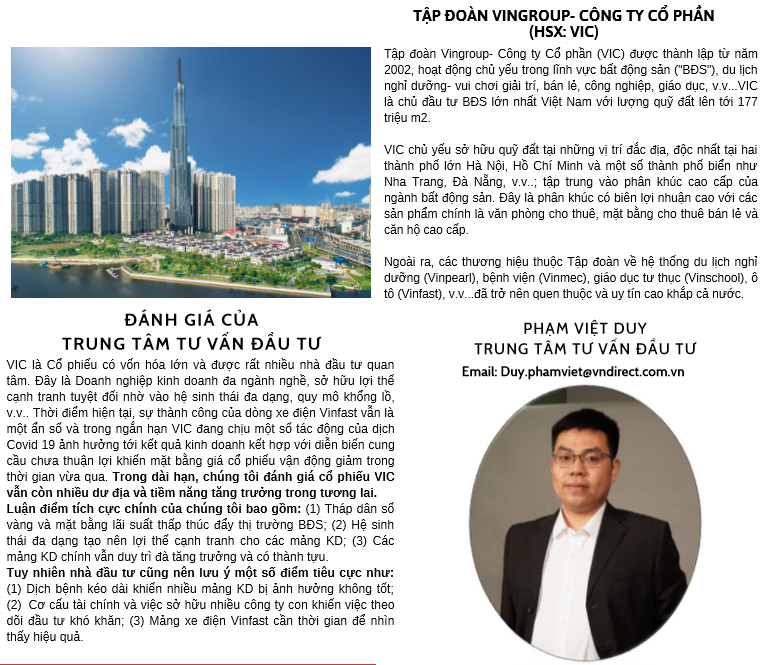 TẬP ĐOÀN VINGROUP- CÔNG TY CỔ PHẦN
(HSX: VIC)
Tập đoàn Vingroup- Công ty Cổ phần (VIC) được thành lập từ năm
2002, hoạt động chủ yếu trong lĩnh vực bất động sản ("BĐS"), du lịch
nghỉ dưỡng- vui chơi giải trí, bán lẻ, công nghiệp, giáo dục, v.v...VIC
là chủ đầu tư BĐS lớn nhất Việt Nam với lượng quỹ đất lên tới 177
triệu m2.
VIC chủ yếu sở hữu quỹ đất tại những vị trí đắc địa, độc nhất tại hai
thành phố lớn Hà Nội, Hồ Chí Minh và một số thành phố biển như
Nha Trang, Đà Nẵng, v.v..; tập trung vào phân khúc cao cấp của
ngành bất động sản. Đây là phân khúc có biên lợi nhuận cao với các
sản phẩm chính là văn phòng cho thuê, mặt bằng cho thuê bán lẻ và
căn hộ cao cấp.
Ngoài ra, các thương hiệu thuộc Tập đoàn về hệ thống du lịch nghỉ
dưỡng (Vinpearl), bệnh viện (Vinmec), giáo dục tư thục (Vinschool), ô
tô (Vinfast), v.v...đã trở nên quen thuộc và uy tín cao khắp cả nước.
ĐÁNH GIÁ CỦA
TRUNG TÂM TƯ VẤN ĐẦU TƯ
VIC là Cổ phiếu có vốn hóa lớn và được rất nhiều nhà đầu tư quan
tâm. Đây là Doanh nghiệp kinh doanh đa ngành nghề, sở hữu lợi thế
cạnh tranh tuyệt đối nhờ vào hệ sinh thái đa dạng, quy mô khổng lồ,
v.v.. Thời điểm hiện tại, sự thành công của dòng xe điện Vinfast vẫn là
một ẩn số và trong ngắn hạn VIC đang chịu một số tác động của dịch
Covid 19 ảnh hưởng tới kết quả kinh doanh kết hợp với diễn biến cung
cầu chưa thuận lợi khiến mặt bằng giá cổ phiếu vận động giảm trong
thời gian vừa qua. Trong dài hạn, chúng tôi đánh giá cổ phiếu VIC
vẫn còn nhiều dư địa và tiềm năng tăng trưởng trong tương lai.
Luận điểm tích cực chính của chúng tôi bao gồm: (1) Tháp dân số
vàng và mặt bằng lãi suất thấp thúc đẩy thị trường BĐS; (2) Hệ sinh
thái đa dạng tạo nên lợi thế cạnh tranh cho các mảng KD; (3) Các
mảng KD chính vẫn duy trì đà tăng trưởng và có thành tựu.
Tuy nhiên nhà đầu tư cũng nên lưu ý một số điểm tiêu cực như:
(1) Dịch bệnh kéo dài khiến nhiều mảng KD bị ảnh hưởng không tốt;
(2) Cơ cấu tài chính và việc sở hữu nhiều công ty con khiến việc theo
dõi đầu tư khó khăn; (3) Mảng xe điện Vinfast cần thời gian để nhìn
thấy hiệu quả.
PHẠM VIỆT DUY
TRUNG TÂM TƯ VẤN ĐẦU TƯ
Email: Duy.phamviet@vndirect.com.vn